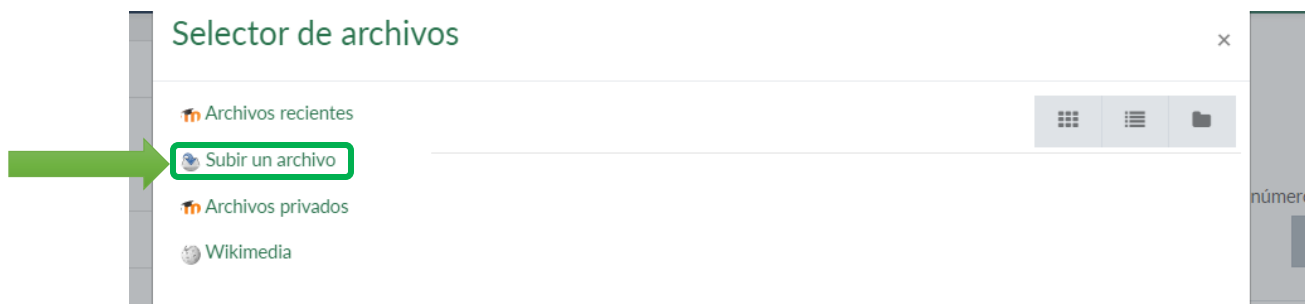 Selector de archivos
×
Archivos recientes
Subir un archivo
Archivos privados
Wikimedia